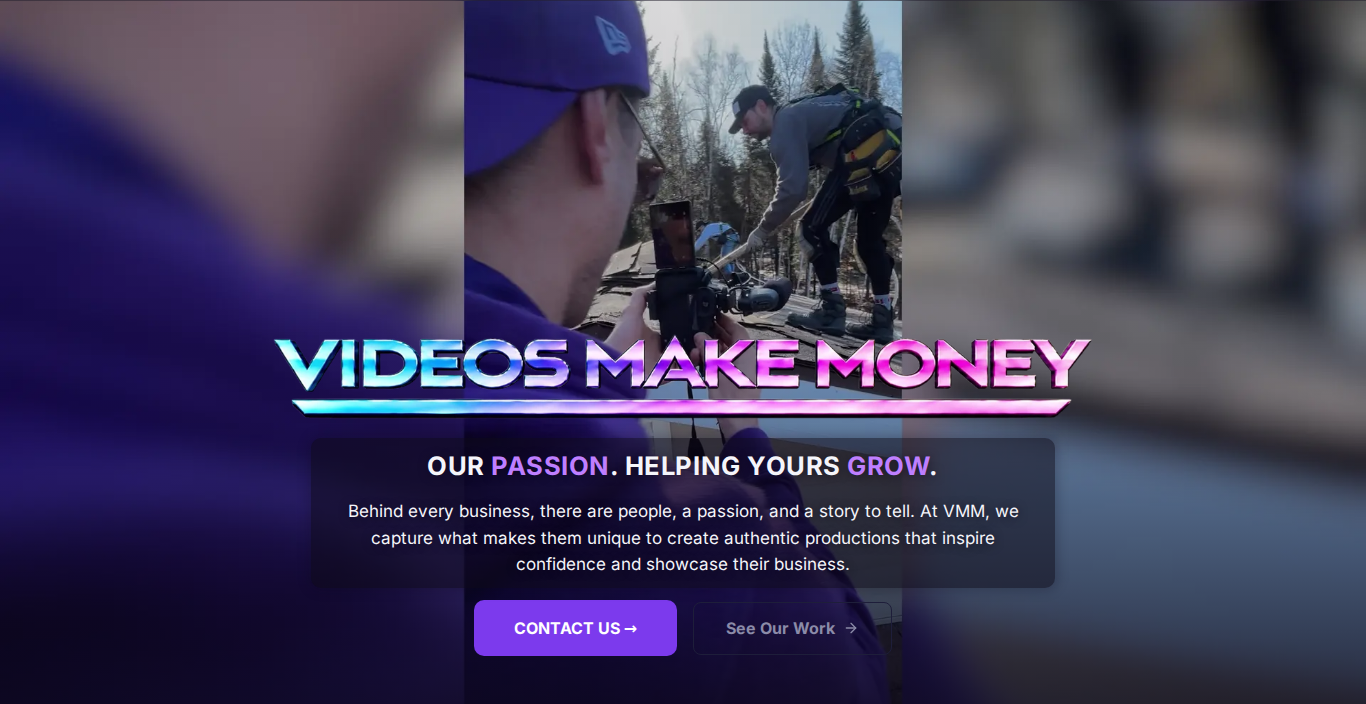 VIDEOS MAKE MONEY
OUR PASSION. HELPING YOURS GROW.
Behind every business, there are people, a passion, and a story to tell. At VMM, we
capture what makes them unique to create authentic productions that inspire
confidence and showcase their business.
CONTACT US →
See Our Work →